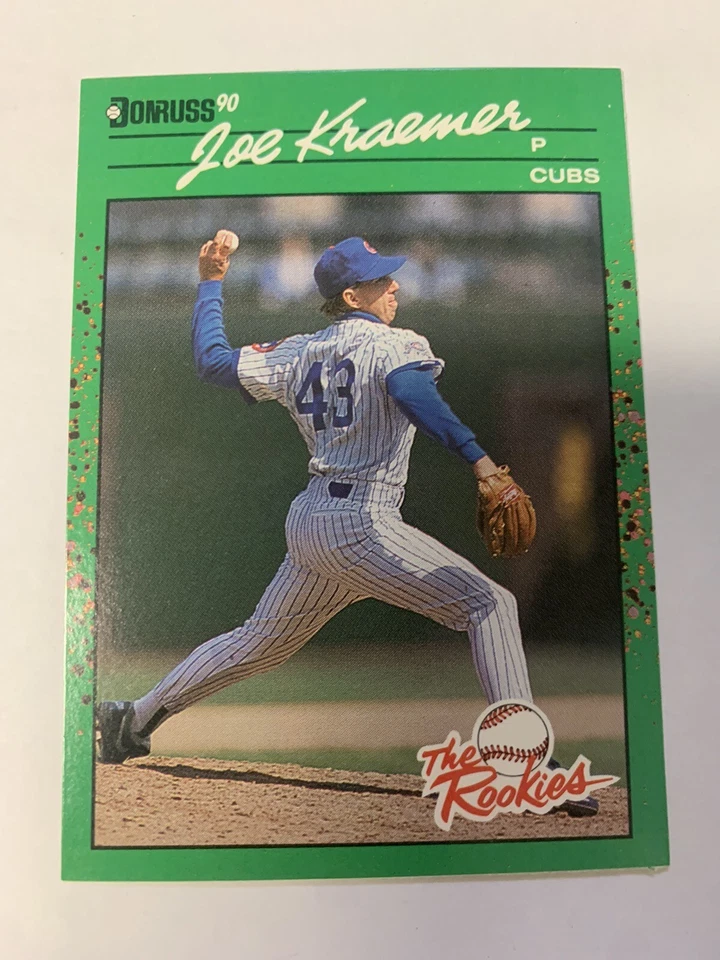 DONRUSS 90
Joe Kraemer
P
CUBS
43
The
Rookies